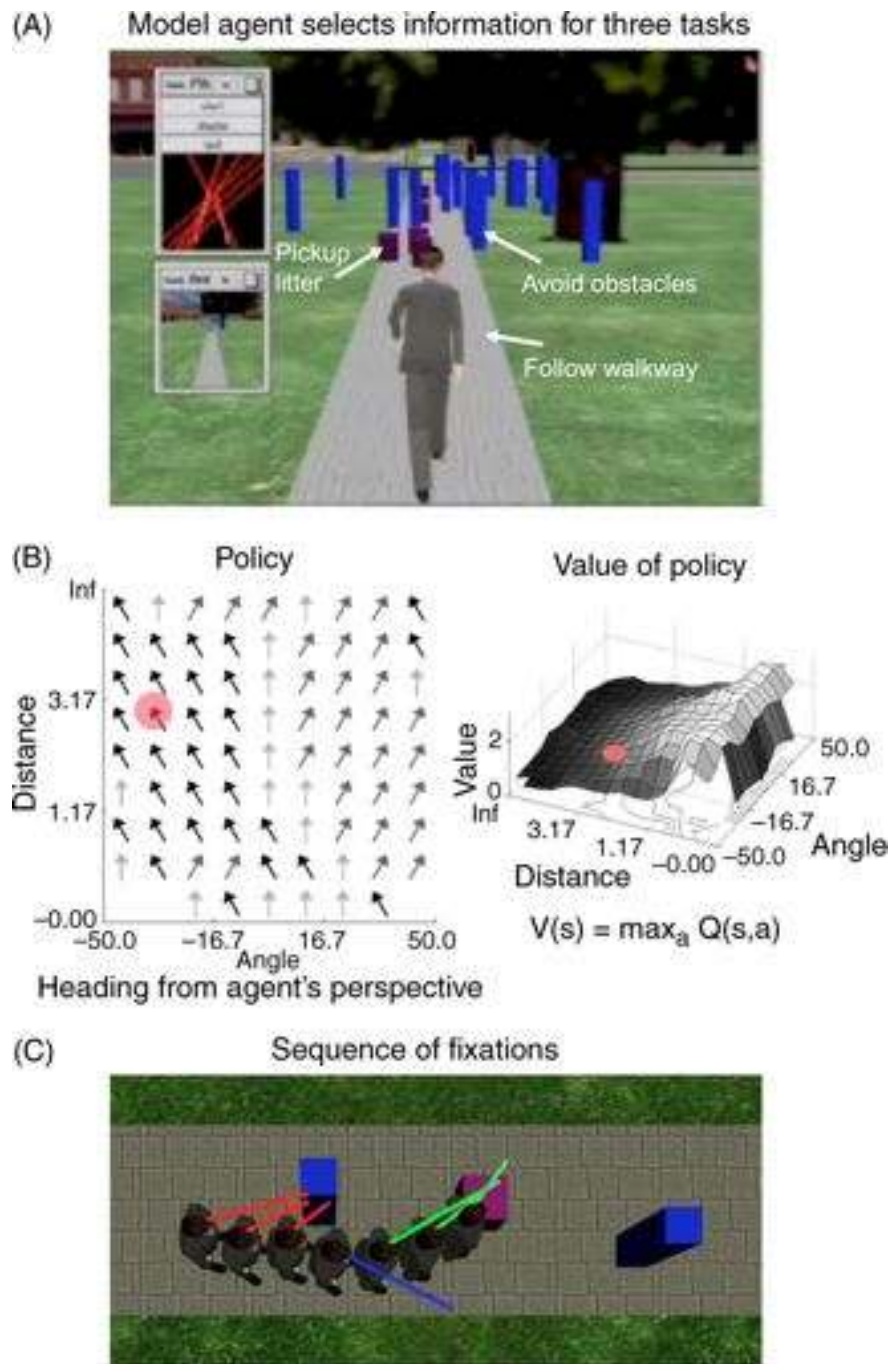 (A) Model agent selects information for three tasks
Pickup
litter
Avoid obstacles
Follow walkway
(B)
Policy
Inf
3.17
1.17
−0.00
Distance
−50.0 −16.7 16.7 50.0
Angle
Heading from agent's perspective
Value of policy
Value
2
0
Inf
3.17
1.17
−0.00
Distance
50.0
16.7
−16.7
−50.0
Angle
V(s) = maxₐ Q(s,a)
(C) Sequence of fixations